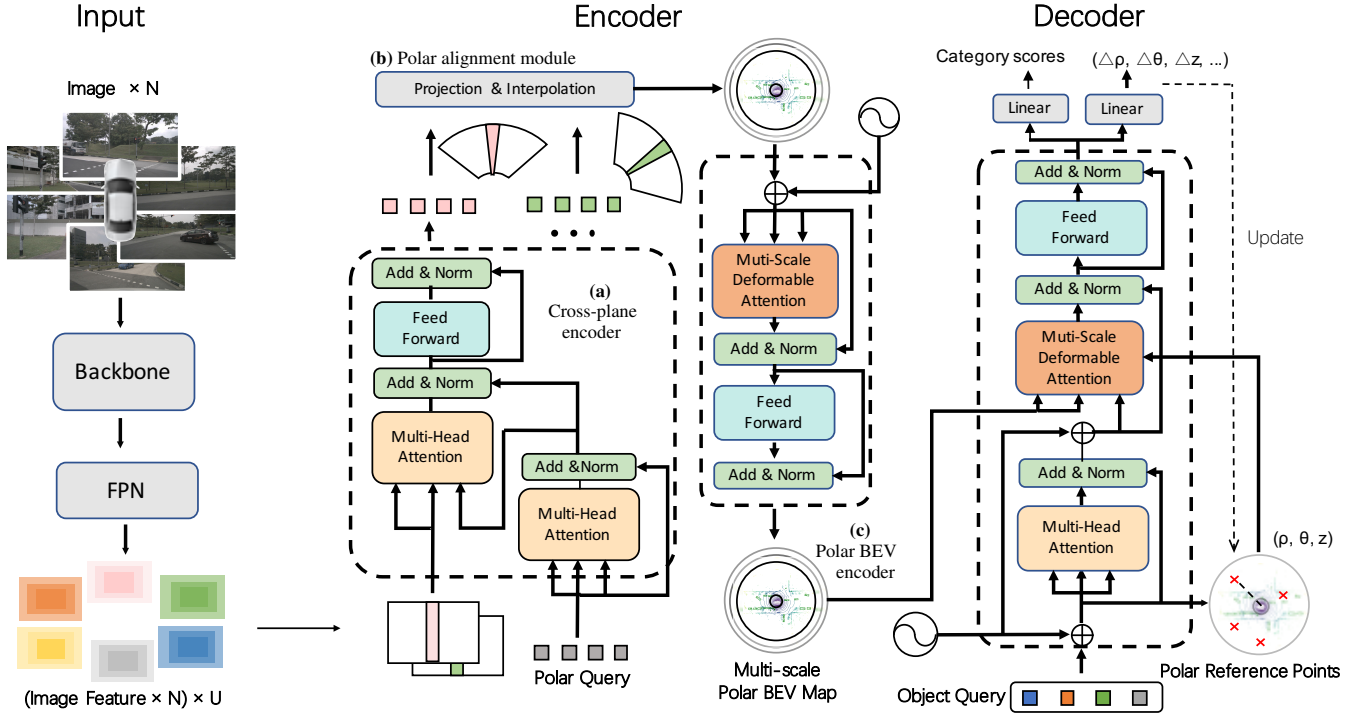 Input
Encoder
Decoder
Image × N
Backbone
FPN
(Image Feature × N) × U
(b) Polar alignment module
Projection & Interpolation
Add & Norm
Feed
Forward
Add & Norm
Multi-Head
Attention
(a)
Cross-plane
encoder
Add &Norm
Multi-Head
Attention
Polar Query
Muti-Scale
Deformable
Attention
Add & Norm
Feed
Forward
Add & Norm
(c)
Polar BEV
encoder
Multi-scale
Polar BEV Map
Category scores
(△ρ, △θ, △z, ...)
Linear
Linear
Add & Norm
Feed
Forward
Add & Norm
Muti-Scale
Deformable
Attention
Add & Norm
Multi-Head
Attention
Object Query
Update
(ρ, θ, z)
Polar Reference Points